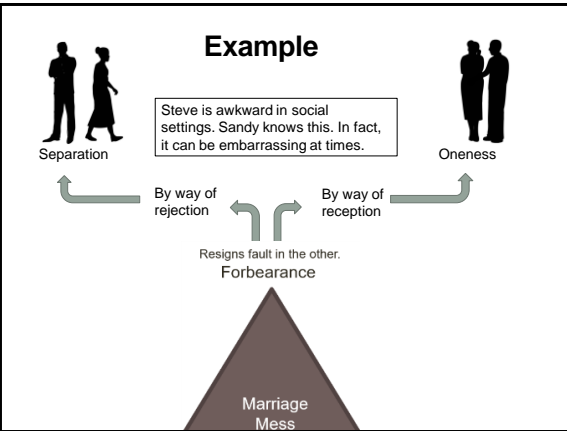 Example
Steve is awkward in social
settings. Sandy knows this. In fact,
it can be embarrassing at times.
Separation
Oneness
By way of
rejection
By way of
reception
Resigns fault in the other.
Forbearance
Marriage
Mess